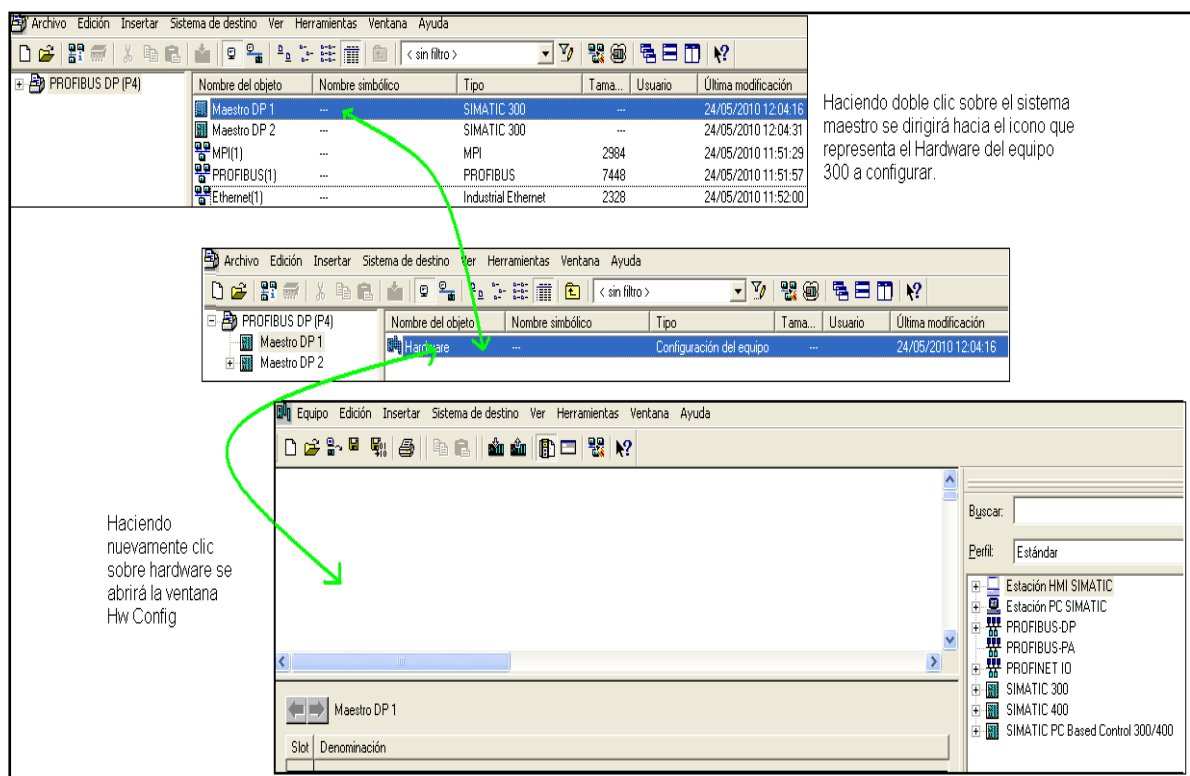 Archivo Edición Insertar Sistema de destino Ver Herramientas Ventana Ayuda
< sin filtro >
PROFIBUS DP (P4)
Nombre del objeto Nombre simbólico Tipo Tama... Usuario Última modificación
Maestro DP 1 --- SIMATIC 300 --- 24/05/2010 12:04:16
Maestro DP 2 --- SIMATIC 300 --- 24/05/2010 12:04:31
MPI(1) --- MPI 2984 24/05/2010 11:51:29
PROFIBUS(1) --- PROFIBUS 7448 24/05/2010 11:51:57
Ethernet(1) --- Industrial Ethernet 2328 24/05/2010 11:52:00
Haciendo doble clic sobre el sistema
maestro se dirigirá hacia el icono que
representa el Hardware del equipo
300 a configurar.
Archivo Edición Insertar Sistema de destino Ver Herramientas Ventana Ayuda
< sin filtro >
PROFIBUS DP (P4)
Maestro DP 1
Maestro DP 2
Nombre del objeto Nombre simbólico Tipo Tama... Usuario Última modificación
Hardware --- Configuración del equipo --- 24/05/2010 12:04:16
Haciendo
nuevamente clic
sobre hardware se
abrirá la ventana
Hw Config
Equipo Edición Insertar Sistema de destino Ver Herramientas Ventana Ayuda
Buscar:
Perfil: Estándar
Estación HMI SIMATIC
Estación PC SIMATIC
PROFIBUS-DP
PROFIBUS-PA
PROFINET IO
SIMATIC 300
SIMATIC 400
SIMATIC PC Based Control 300/400
Maestro DP 1
Slot Denominación